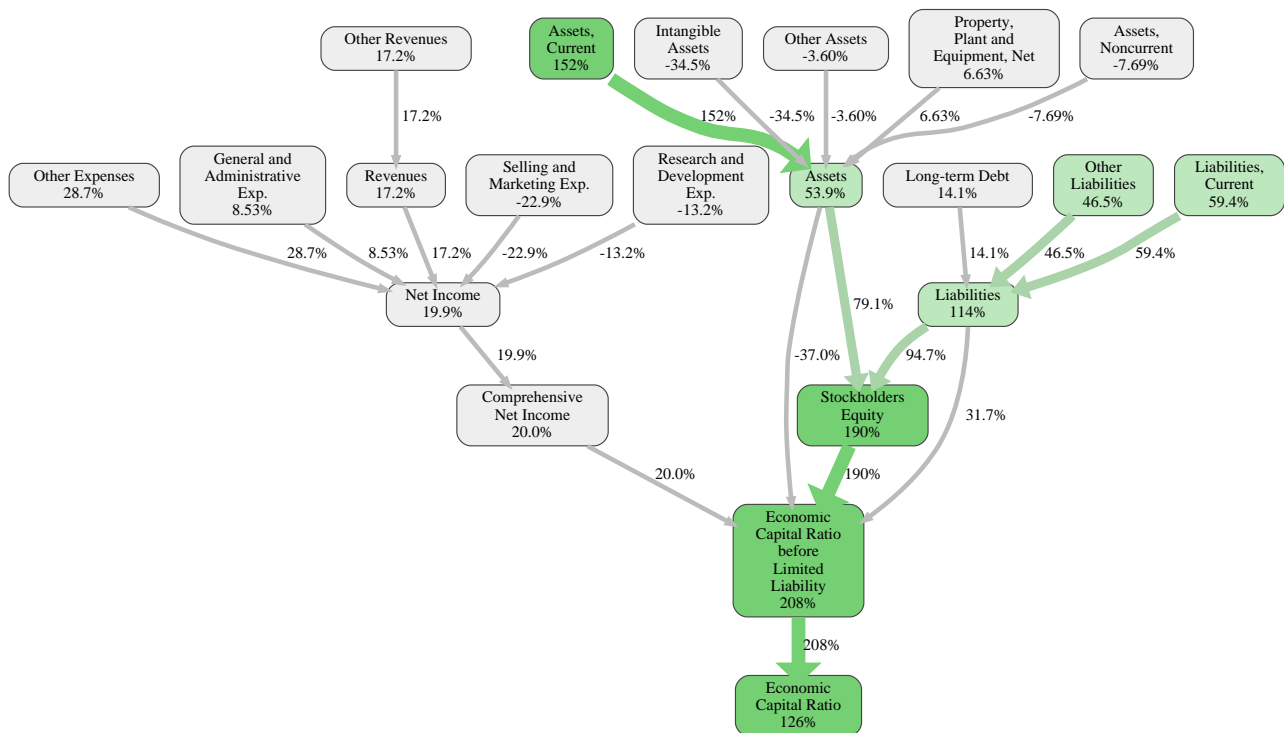 Other Revenues
17.2%
Assets,
Current
152%
Intangible
Assets
-34.5%
Other Assets
-3.60%
Property,
Plant and
Equipment, Net
6.63%
Assets,
Noncurrent
-7.69%
17.2%
152%
-34.5%
-3.60%
6.63%
-7.69%
Other Expenses
28.7%
General and
Administrative
Exp.
8.53%
Revenues
17.2%
Selling and
Marketing Exp.
-22.9%
Research and
Development
Exp.
-13.2%
Assets
53.9%
Long-term Debt
14.1%
Other
Liabilities
46.5%
Liabilities,
Current
59.4%
28.7%
8.53%
17.2%
-22.9%
-13.2%
14.1%
46.5%
59.4%
Net Income
19.9%
79.1%
Liabilities
114%
19.9%
-37.0%
94.7%
Comprehensive
Net Income
20.0%
Stockholders
Equity
190%
31.7%
20.0%
190%
Economic
Capital Ratio
before
Limited
Liability
208%
208%
Economic
Capital Ratio
126%